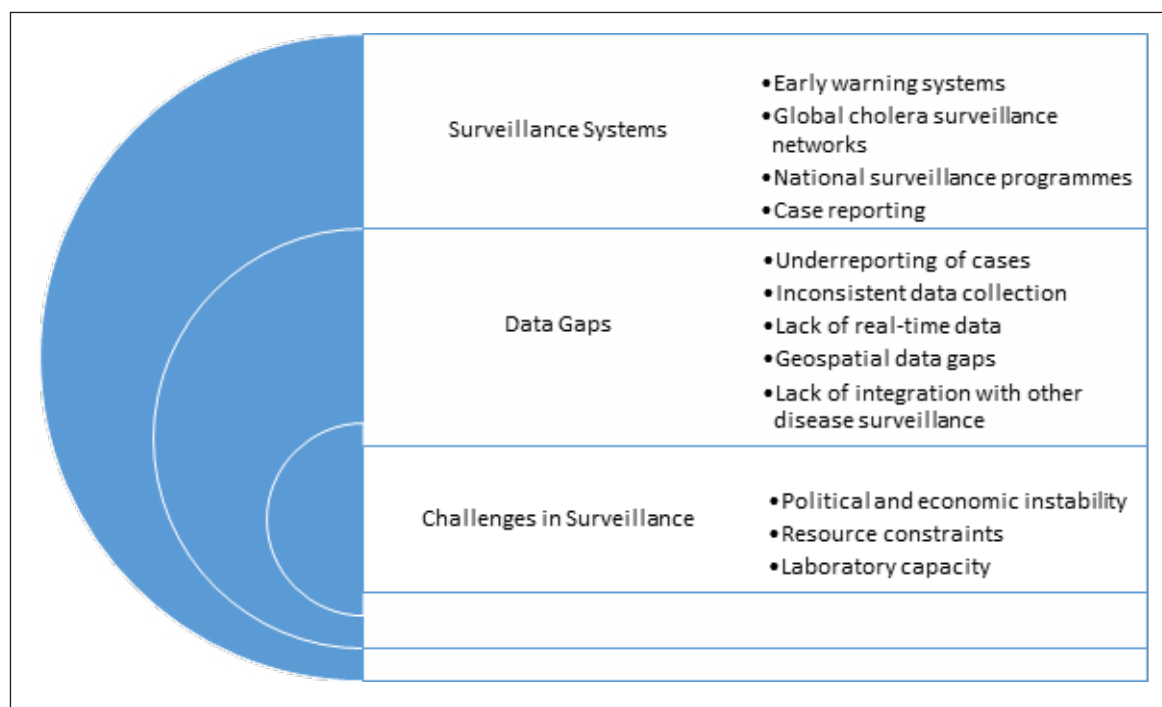 Surveillance Systems
•Early warning systems
•Global cholera surveillance
networks
•National surveillance programmes
•Case reporting
Data Gaps
•Underreporting of cases
•Inconsistent data collection
•Lack of real-time data
•Geospatial data gaps
•Lack of integration with other
disease surveillance
Challenges in Surveillance
•Political and economic instability
•Resource constraints
•Laboratory capacity